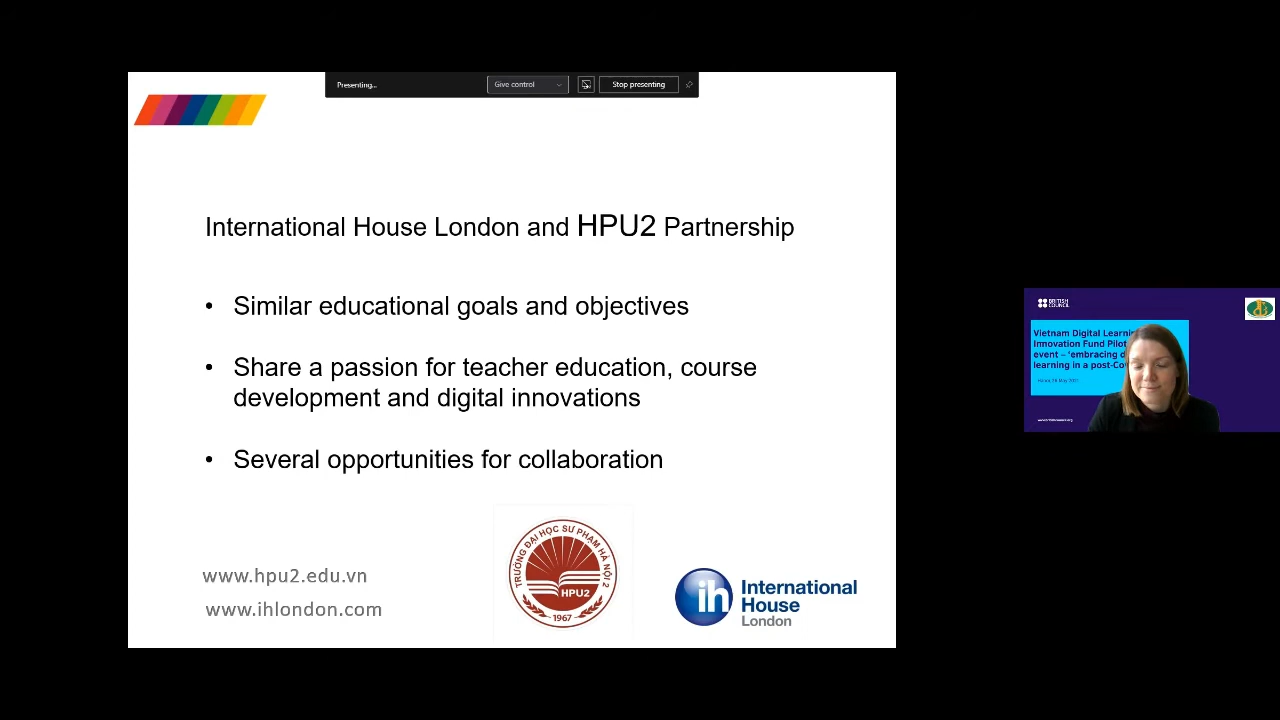 Presenting...
Give control
Stop presenting
International House London and HPU2 Partnership
• Similar educational goals and objectives
• Share a passion for teacher education, course
development and digital innovations
• Several opportunities for collaboration
www.hpu2.edu.vn
www.ihlondon.com
TRƯỜNG ĐẠI HỌC SƯ PHẠM HÀ NỘI 2
HPU2
1967
ih
International
House
London
BRITISH
COUNCIL
Vietnam Digital Learning
Innovation Fund Pilot
event – 'embracing
learning in a